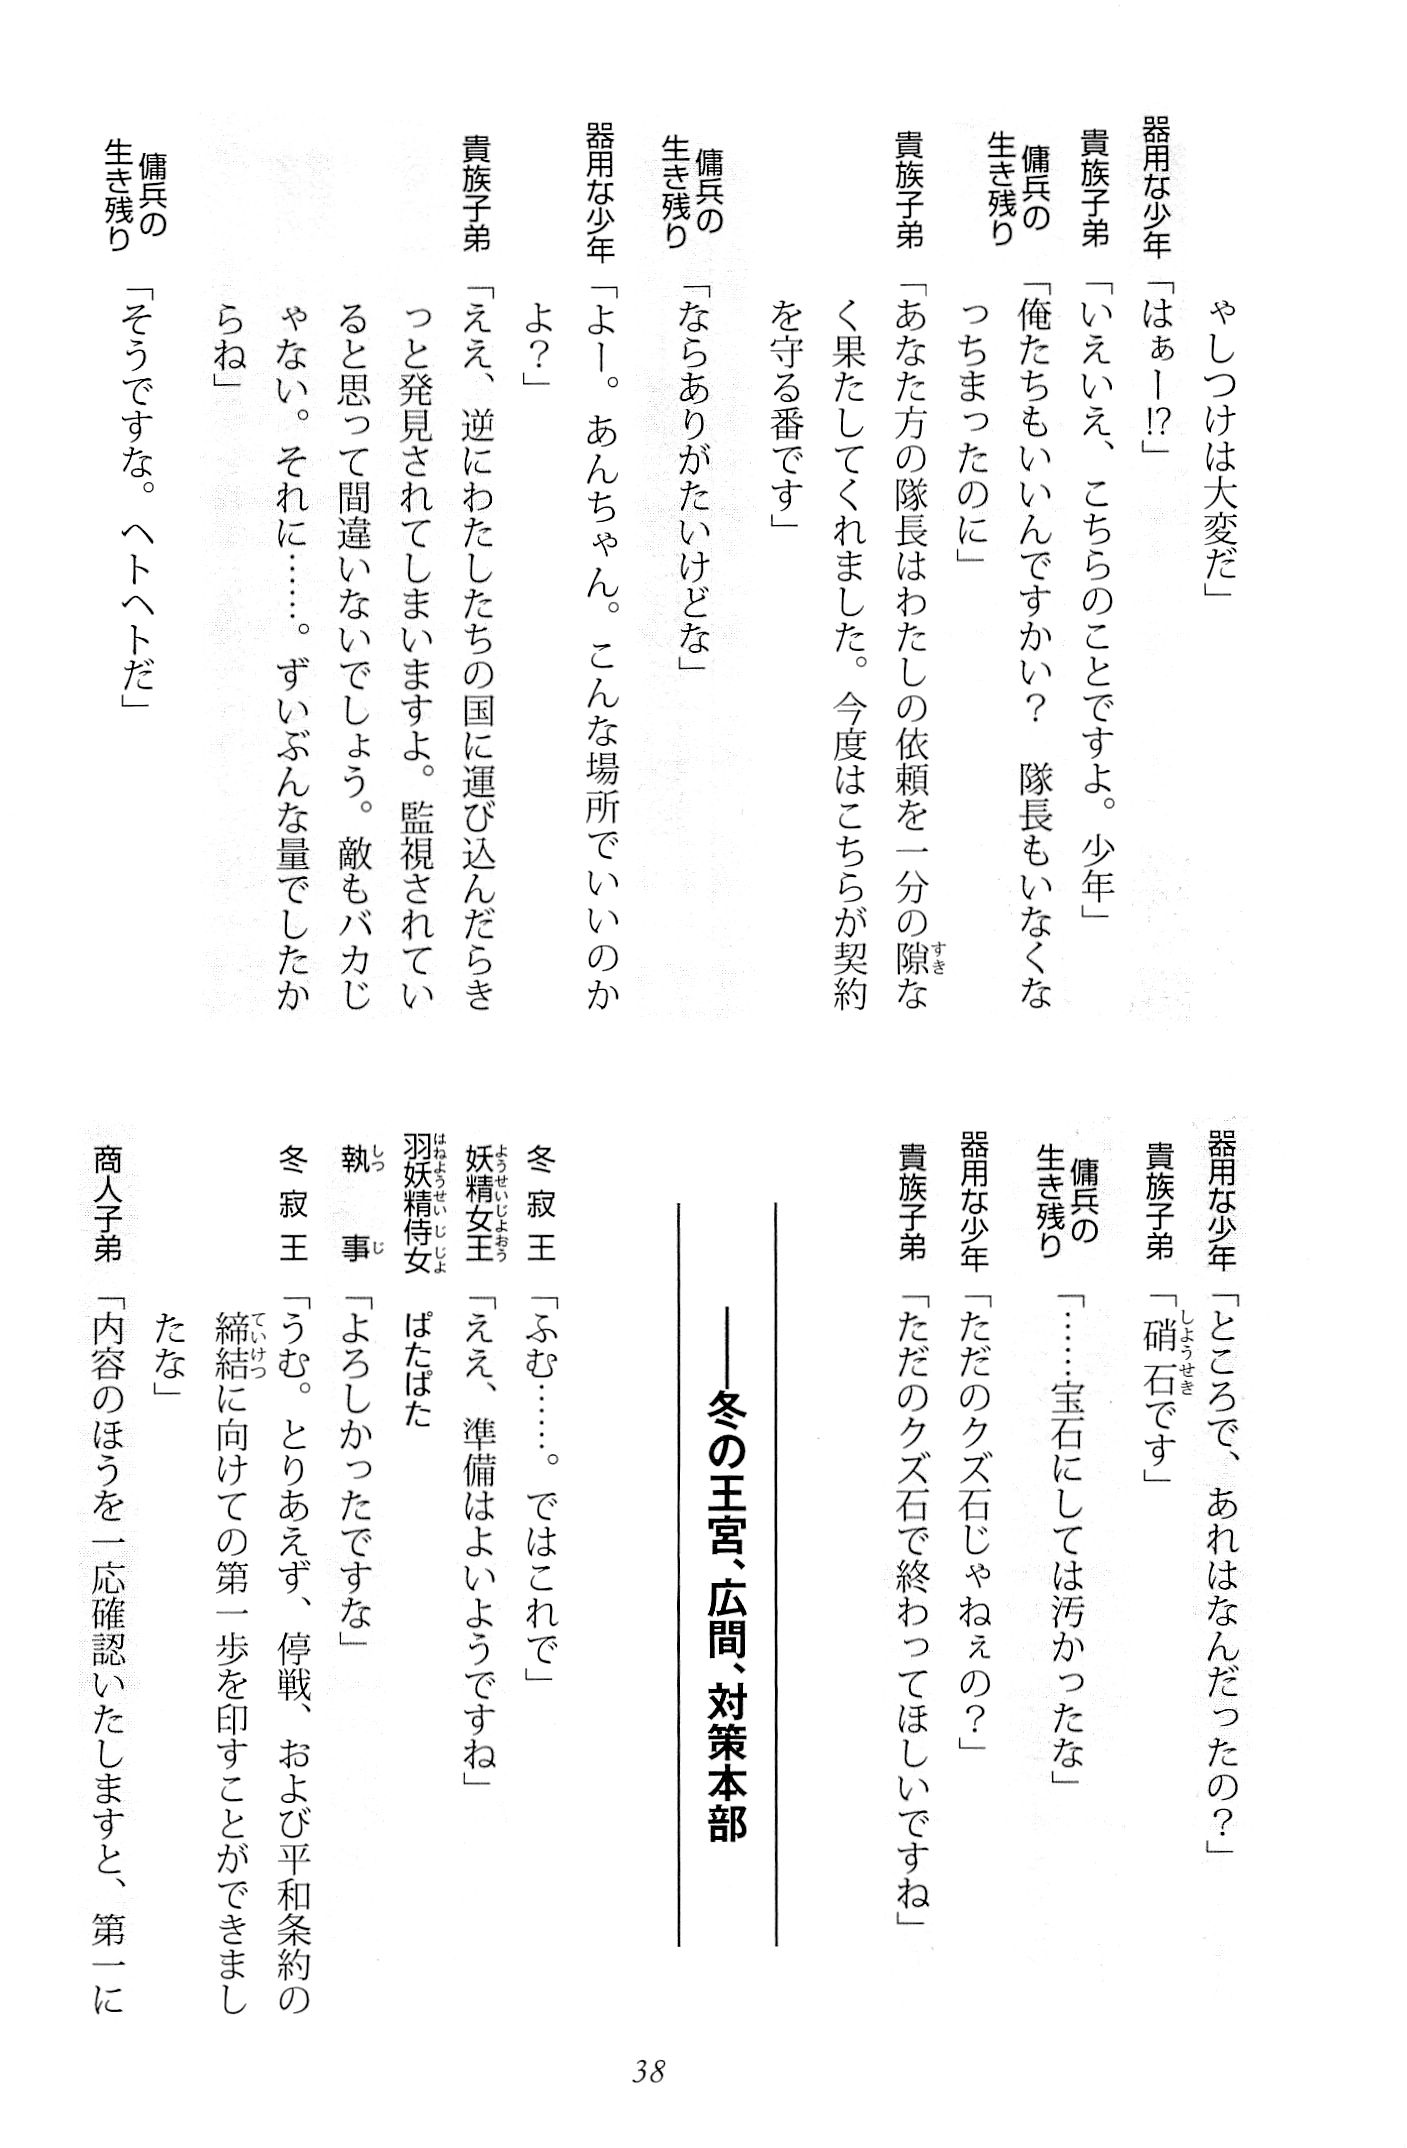 ゃしつけは大変だ」
器用な少年「はぁー!?」
貴族子弟「いえいえ、こちらのことですよ。少年」
傭兵の生き残り「俺たちもいいんですかい？　隊長もいなくな
っちまったのに」
貴族子弟「あなた方の隊長はわたしの依頼を一分の隙な
く果たしてくれました。今度はこちらが契約
を守る番です」
傭兵の生き残り「ならありがたいけどな」
器用な少年「よー。あんちゃん。こんな場所でいいのか
よ？」
貴族子弟「ええ、逆にわたしたちの国に運び込んだらき
っと発見されてしまいますよ。監視されてい
ると思って間違いないでしょう。敵もバカじ
ゃない。それに……。ずいぶんな量でしたか
らね」
傭兵の生き残り「そうですな。ヘトヘトだ」
器用な少年「ところで、あれはなんだったの？」
貴族子弟「硝石です」
傭兵の生き残り「……宝石にしては汚かったな」
器用な少年「ただのクズ石じゃねぇの？」
貴族子弟「ただのクズ石で終わってほしいですね」
――冬の王宮、広間、対策本部
冬寂王「ふむ……。ではこれで」
妖精女王「ええ、準備はよいようですね」
羽妖精侍女　ぱたぱた
執事「よろしかったですな」
冬寂王「うむ。とりあえず、停戦、および平和条約の
締結に向けての第一歩を印すことができまし
たな」
商人子弟「内容のほうを一応確認いたしますと、第一に
38